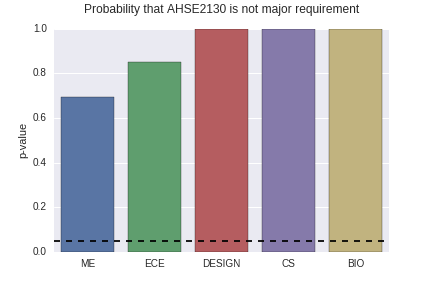 Probability that AHSE2130 is not major requirement
1.0
0.8
0.6
0.4
0.2
0.0
p-value
ME ECE DESIGN CS BIO